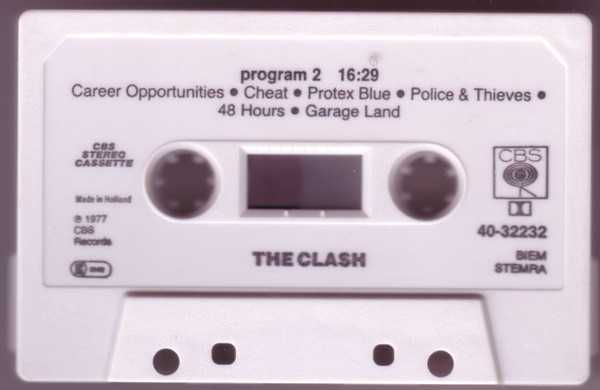 program 2 16:29
Career Opportunities • Cheat • Protex Blue • Police & Thieves •
48 Hours • Garage Land
CBS
STEREO
CASSETTE
Made in Holland
℗ 1977
CBS
Records
CBS
40-32232
THE CLASH
BIEM
STEMRA